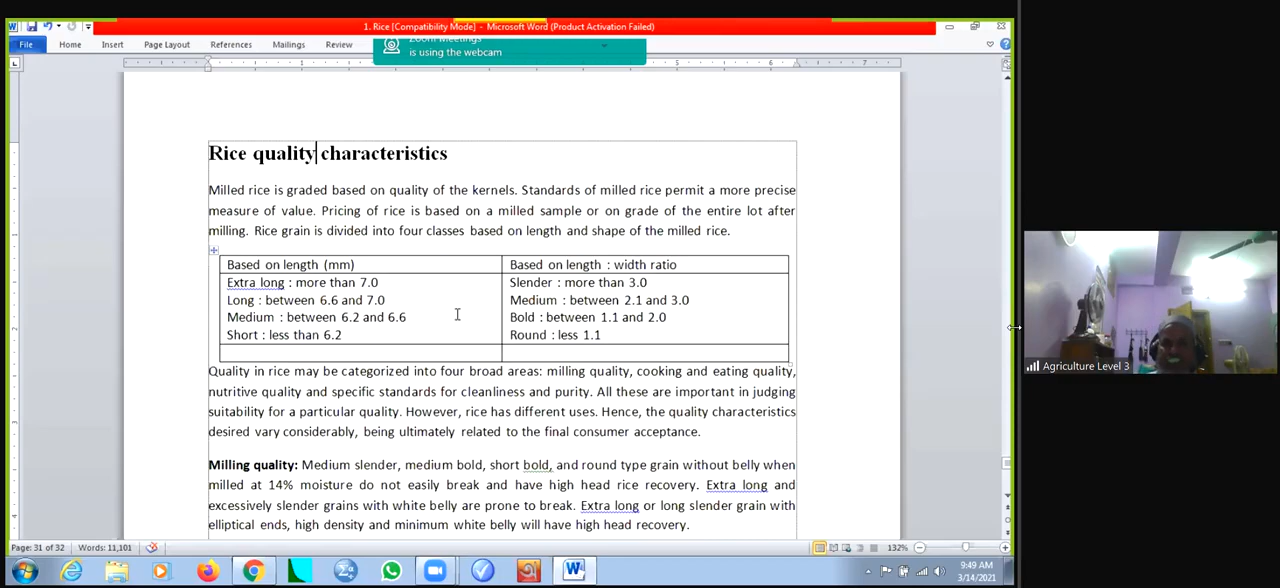 1. Rice [Compatibility Mode] - Microsoft Word (Product Activation Failed)
File Home Insert Page Layout References Mailings Review
Zoom Meetings
is using the webcam
Rice quality characteristics
Milled rice is graded based on quality of the kernels. Standards of milled rice permit a more precise
measure of value. Pricing of rice is based on a milled sample or on grade of the entire lot after
milling. Rice grain is divided into four classes based on length and shape of the milled rice.
Based on length (mm) Based on length : width ratio
Extra long : more than 7.0 Slender : more than 3.0
Long : between 6.6 and 7.0 Medium : between 2.1 and 3.0
Medium : between 6.2 and 6.6 Bold : between 1.1 and 2.0
Short : less than 6.2 Round : less 1.1
Quality in rice may be categorized into four broad areas: milling quality, cooking and eating quality,
nutritive quality and specific standards for cleanliness and purity. All these are important in judging
suitability for a particular quality. However, rice has different uses. Hence, the quality characteristics
desired vary considerably, being ultimately related to the final consumer acceptance.
Milling quality: Medium slender, medium bold, short bold, and round type grain without belly when
milled at 14% moisture do not easily break and have high head rice recovery. Extra long and
excessively slender grains with white belly are prone to break. Extra long or long slender grain with
elliptical ends, high density and minimum white belly will have high head recovery.
Agriculture Level 3
Page: 31 of 32 Words: 11,101 132%
9:49 AM
3/14/2021